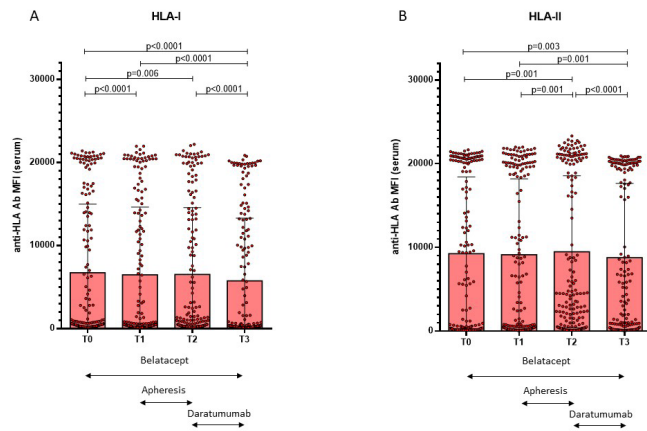 A
HLA-I
p<0.0001
p<0.0001
p=0.006
p<0.0001
p<0.0001
anti-HLA Ab MFI (serum)
30000
20000
10000
0
T0
T1
T2
T3
Belatacept
Apheresis
Daratumumab
B
HLA-II
p=0.003
p=0.001
p=0.001
p=0.001
p<0.0001
anti-HLA Ab MFI (serum)
30000
20000
10000
0
T0
T1
T2
T3
Belatacept
Apheresis
Daratumumab